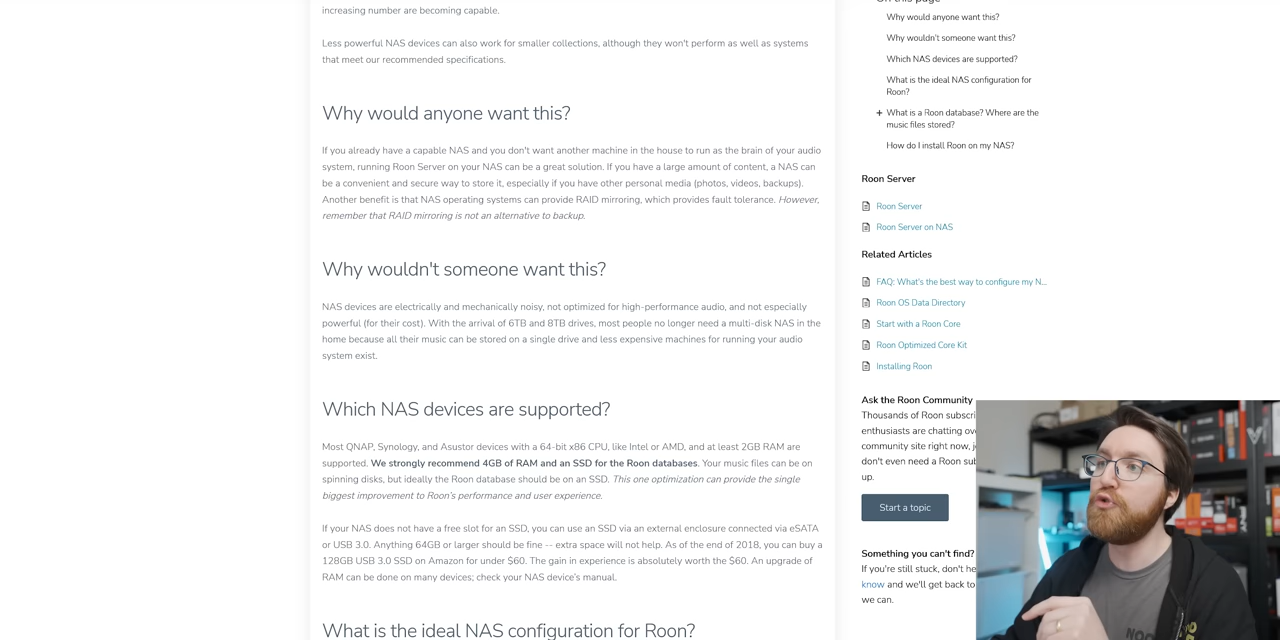 increasing number are becoming capable.
Less powerful NAS devices can also work for smaller collections, although they won't perform as well as systems
that meet our recommended specifications.
Why would anyone want this?
If you already have a capable NAS and you don't want another machine in the house to run as the brain of your audio
system, running Roon Server on your NAS can be a great solution. If you have a large amount of content, a NAS can
be a convenient and secure way to store it, especially if you have other personal media (photos, videos, backups).
Another benefit is that NAS operating systems can provide RAID mirroring, which provides fault tolerance. However,
remember that RAID mirroring is not an alternative to backup.
Why wouldn't someone want this?
NAS devices are electrically and mechanically noisy, not optimized for high-performance audio, and not especially
powerful (for their cost). With the arrival of 6TB and 8TB drives, most people no longer need a multi-disk NAS in the
home because all their music can be stored on a single drive and less expensive machines for running your audio
system exist.
Which NAS devices are supported?
Most QNAP, Synology, and Asustor devices with a 64-bit x86 CPU, like Intel or AMD, and at least 2GB RAM are
supported. We strongly recommend 4GB of RAM and an SSD for the Roon databases. Your music files can be on
spinning disks, but ideally the Roon database should be on an SSD. This one optimization can provide the single
biggest improvement to Roon's performance and user experience.
If your NAS does not have a free slot for an SSD, you can use an SSD via an external enclosure connected via eSATA
or USB 3.0. Anything 64GB or larger should be fine -- extra space will not help. As of the end of 2018, you can buy a
128GB USB 3.0 SSD on Amazon for under $60. The gain in experience is absolutely worth the $60. An upgrade of
RAM can be done on many devices; check your NAS device's manual.
What is the ideal NAS configuration for Roon?
On this page
Why would anyone want this?
Why wouldn't someone want this?
Which NAS devices are supported?
What is the ideal NAS configuration for
Roon?
+ What is a Roon database? Where are the
music files stored?
How do I install Roon on my NAS?
Roon Server
Roon Server
Roon Server on NAS
Related Articles
FAQ: What's the best way to configure my N...
Roon OS Data Directory
Start with a Roon Core
Roon Optimized Core Kit
Installing Roon
Ask the Roon Community
Thousands of Roon subscri
enthusiasts are chatting ov
community site right now, j
don't even need a Roon sub
up.
Start a topic
Something you can't find?
If you're still stuck, don't he
know and we'll get back to
we can.